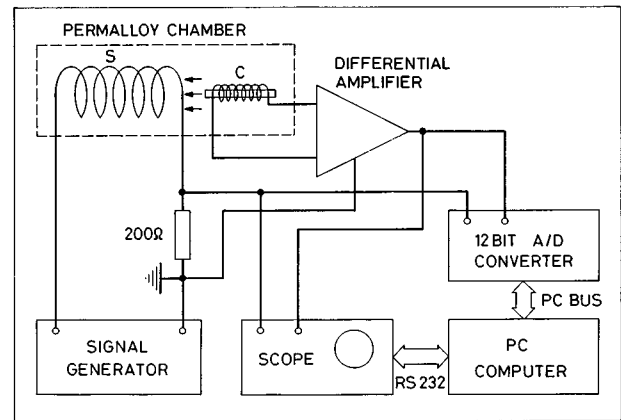 PERMALLOY CHAMBER
S
C
DIFFERENTIAL
AMPLIFIER
200Ω
12 BIT A/D
CONVERTER
PC BUS
SIGNAL
GENERATOR
SCOPE
RS 232
PC
COMPUTER